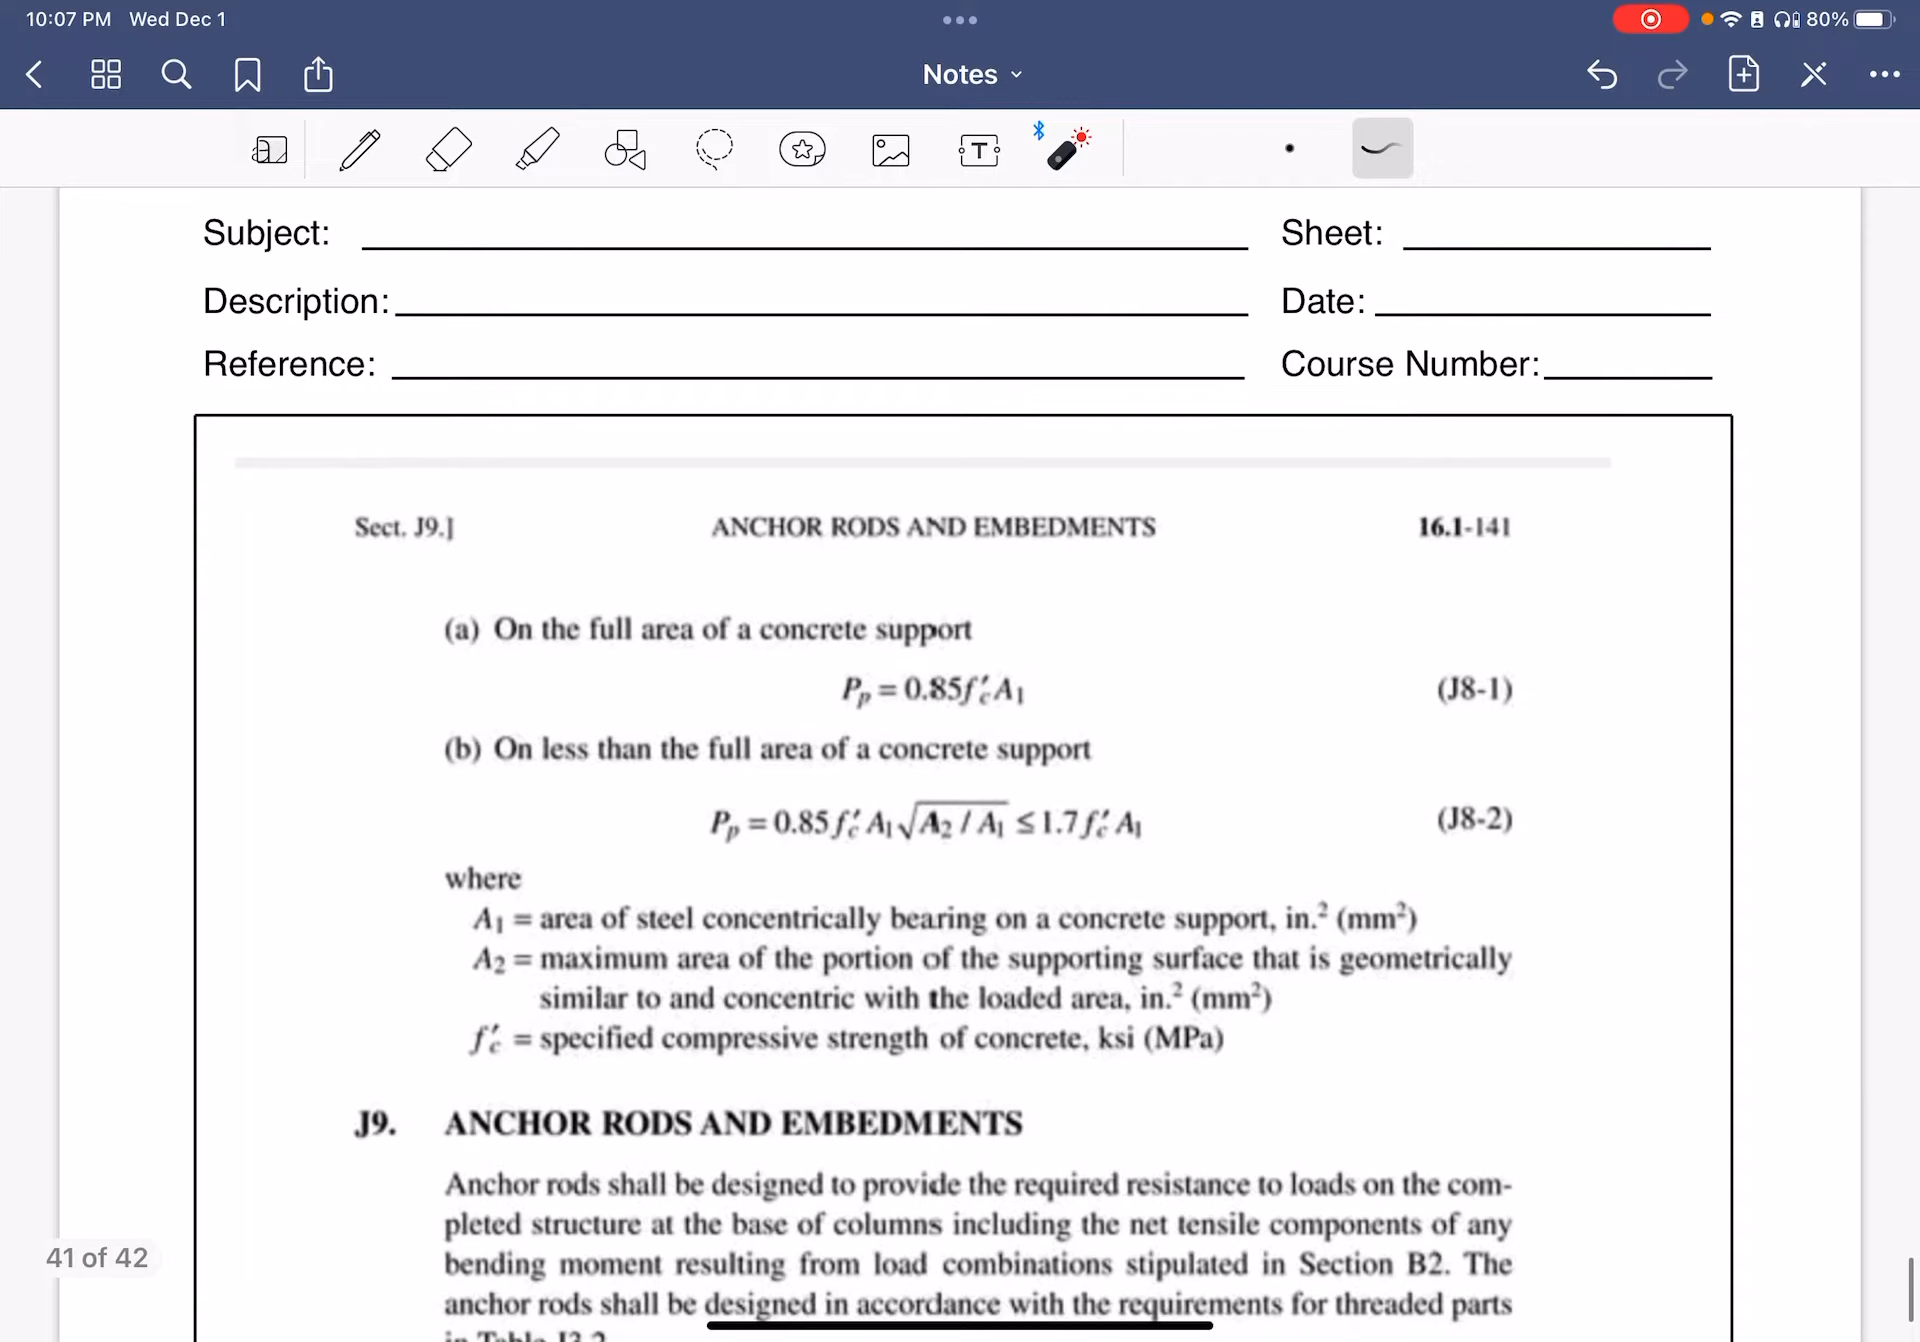 10:07 PM Wed Dec 1
80%
Notes
T
Subject:
Sheet:
Description:
Date:
Reference:
Course Number:
Sect. J9.] ANCHOR RODS AND EMBEDMENTS 16.1-141
(a) On the full area of a concrete support
Pp = 0.85f′c A1 (J8-1)
(b) On less than the full area of a concrete support
Pp = 0.85 f′c A1 √A2 / A1 ≤ 1.7 f′c A1 (J8-2)
where
A1 = area of steel concentrically bearing on a concrete support, in.² (mm²)
A2 = maximum area of the portion of the supporting surface that is geometrically
similar to and concentric with the loaded area, in.² (mm²)
f′c = specified compressive strength of concrete, ksi (MPa)
J9. ANCHOR RODS AND EMBEDMENTS
Anchor rods shall be designed to provide the required resistance to loads on the com-
pleted structure at the base of columns including the net tensile components of any
bending moment resulting from load combinations stipulated in Section B2. The
anchor rods shall be designed in accordance with the requirements for threaded parts
in Table J3.2
41 of 42